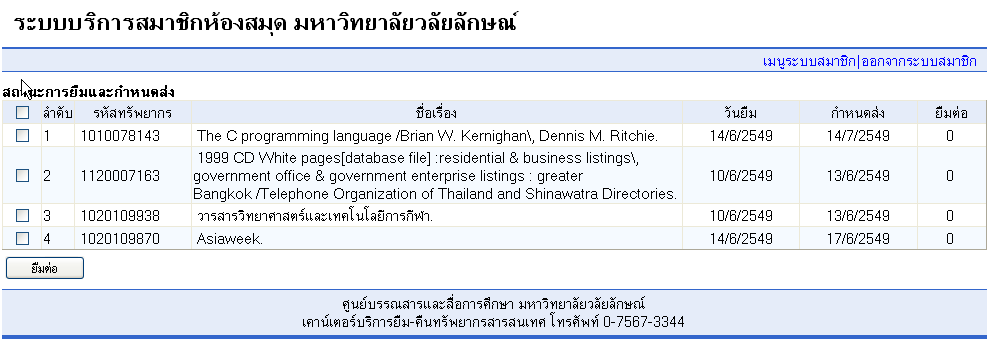 ระบบบริการสมาชิกห้องสมุด มหาวิทยาลัยวลัยลักษณ์
เมนูระบบสมาชิก|ออกจากระบบสมาชิก
สถานะการยืมและกำหนดส่ง
ลำดับ รหัสทรัพยากร ชื่อเรื่อง วันยืม กำหนดส่ง ยืมต่อ
1 1010078143 The C programming language /Brian W. Kernighan\, Dennis M. Ritchie. 14/6/2549 14/7/2549 0
1999 CD White pages[database file] :residential & business listings\,
2 1120007163 government office & government enterprise listings : greater 10/6/2549 13/6/2549 0
Bangkok /Telephone Organization of Thailand and Shinawatra Directories.
3 1020109938 วารสารวิทยาศาสตร์และเทคโนโลยีการกีฬา. 10/6/2549 13/6/2549 0
4 1020109870 Asiaweek. 14/6/2549 17/6/2549 0
ยืมต่อ
ศูนย์บรรณสารและสื่อการศึกษา มหาวิทยาลัยวลัยลักษณ์
เคาน์เตอร์บริการยืม-คืนทรัพยากรสารสนเทศ โทรศัพท์ 0-7567-3344